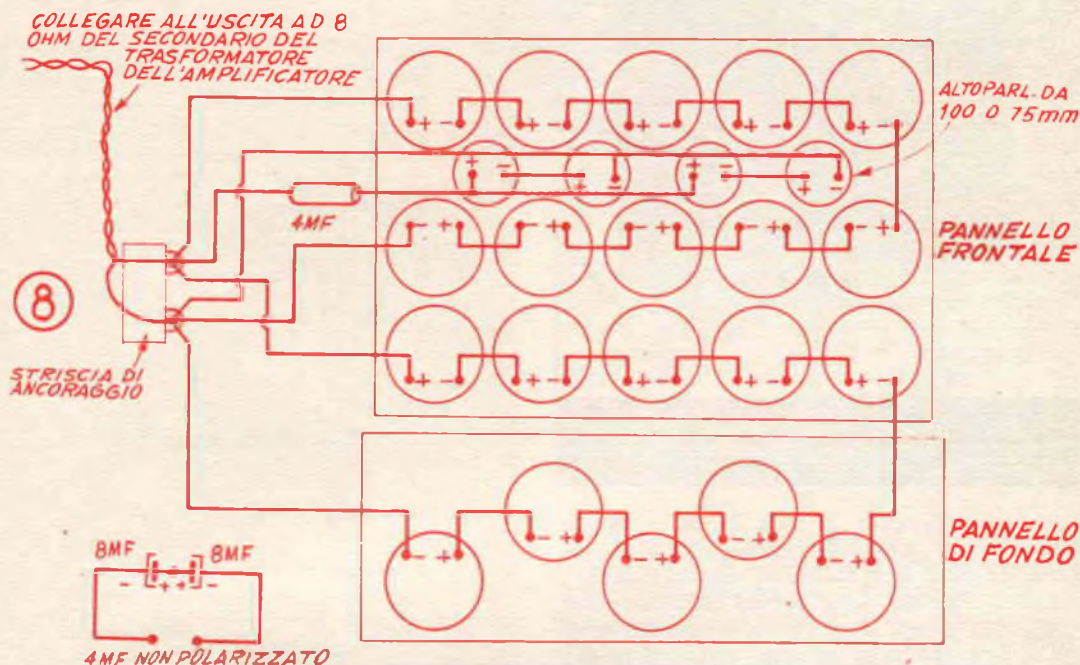 COLLEGARE ALL'USCITA AD 8
OHM DEL SECONDARIO DEL
TRASFORMATORE
DELL'AMPLIFICATORE
ALTOPARL. DA
100 O 75mm
+ - + - + - + - + -
+ - + - + - + -
4MF
- + - + - + - + - +
PANNELLO
FRONTALE
8
STRISCIA DI
ANCORAGGIO
+ - + - + - + - + -
- + - + - + - + - +
PANNELLO
DI FONDO
8MF 8MF
- + + -
4MF NON POLARIZZATO